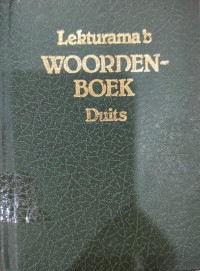 Lekturama's
WOORDEN-
BOEK
Duits